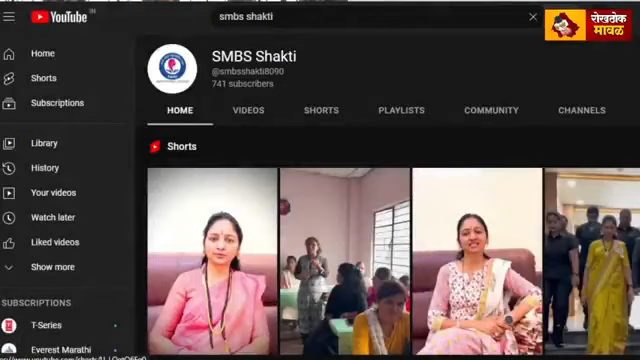 YouTube IN
smbs shakti
रोखठोक
मावळ
Home
Shorts
Subscriptions
Library
History
Your videos
Watch later
Liked videos
Show more
SUBSCRIPTIONS
T-Series
Everest Marathi
SMBS Shakti
@smbsshakti8090
741 subscribers
HOME VIDEOS SHORTS PLAYLISTS COMMUNITY CHANNELS
Shorts